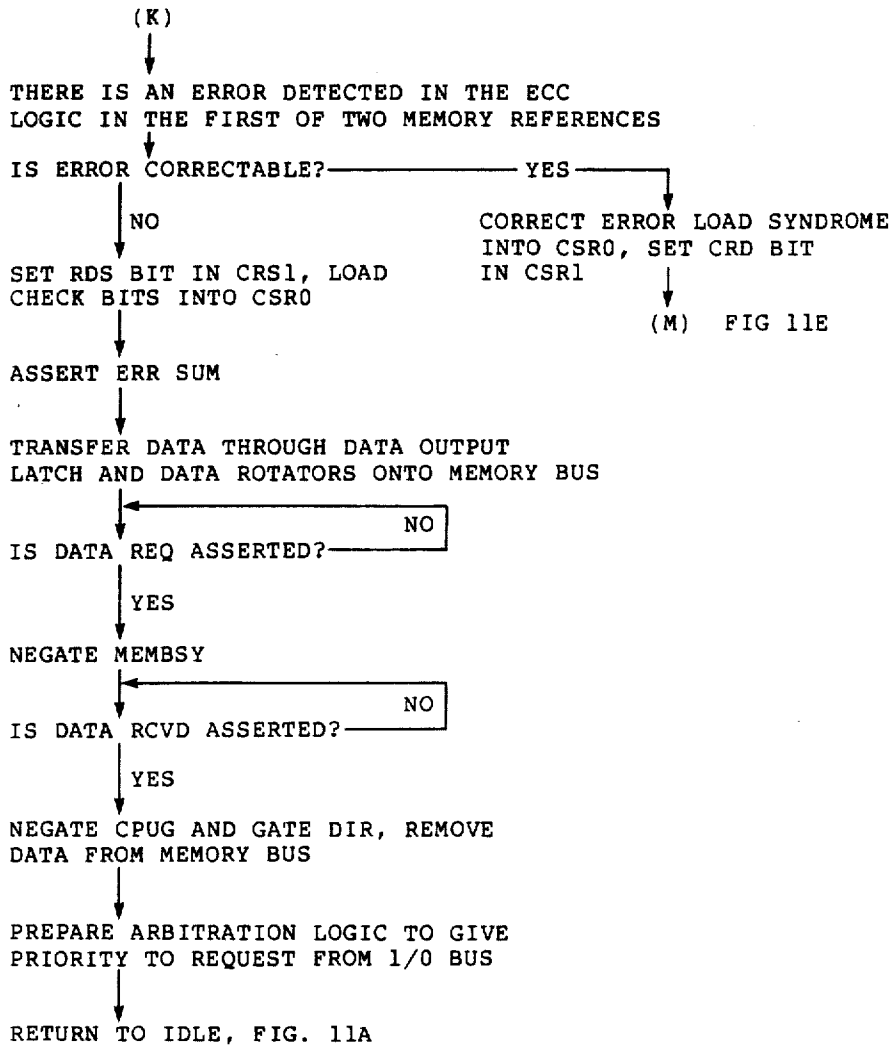 (K)
THERE IS AN ERROR DETECTED IN THE ECC
LOGIC IN THE FIRST OF TWO MEMORY REFERENCES
IS ERROR CORRECTABLE? YES
NO
CORRECT ERROR LOAD SYNDROME
INTO CSR0, SET CRD BIT
IN CSR1
(M) FIG 11E
SET RDS BIT IN CRS1, LOAD
CHECK BITS INTO CSR0
ASSERT ERR SUM
TRANSFER DATA THROUGH DATA OUTPUT
LATCH AND DATA ROTATORS ONTO MEMORY BUS
NO
IS DATA REQ ASSERTED?
YES
NEGATE MEMBSY
NO
IS DATA RCVD ASSERTED?
YES
NEGATE CPUG AND GATE DIR, REMOVE
DATA FROM MEMORY BUS
PREPARE ARBITRATION LOGIC TO GIVE
PRIORITY TO REQUEST FROM 1/0 BUS
RETURN TO IDLE, FIG. 11A